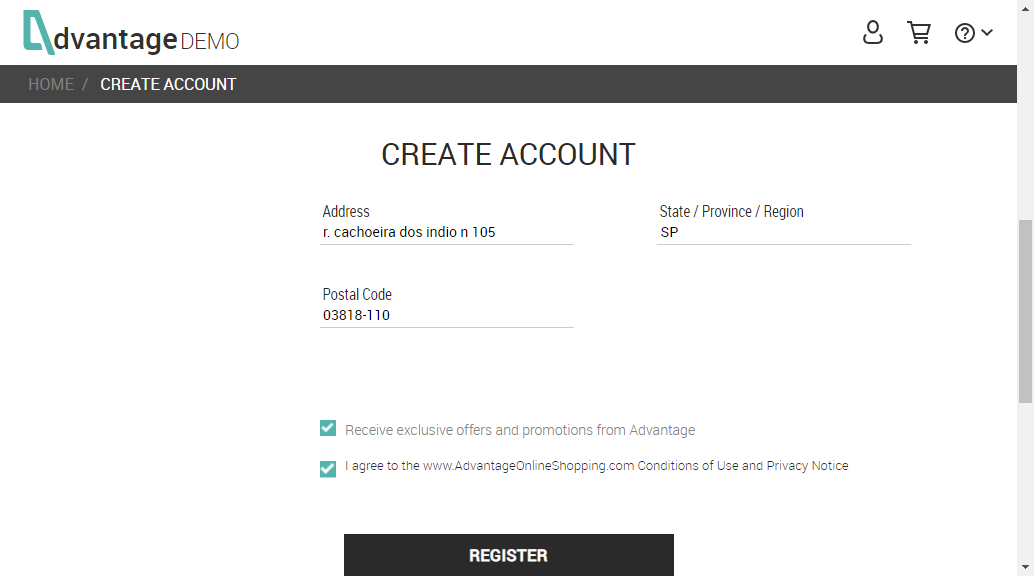 AdvantageDEMO
HOME / CREATE ACCOUNT
CREATE ACCOUNT
Address
r. cachoeira dos indio n 105
State / Province / Region
SP
Postal Code
03818-110
Receive exclusive offers and promotions from Advantage
I agree to the www.AdvantageOnlineShopping.com Conditions of Use and Privacy Notice
REGISTER